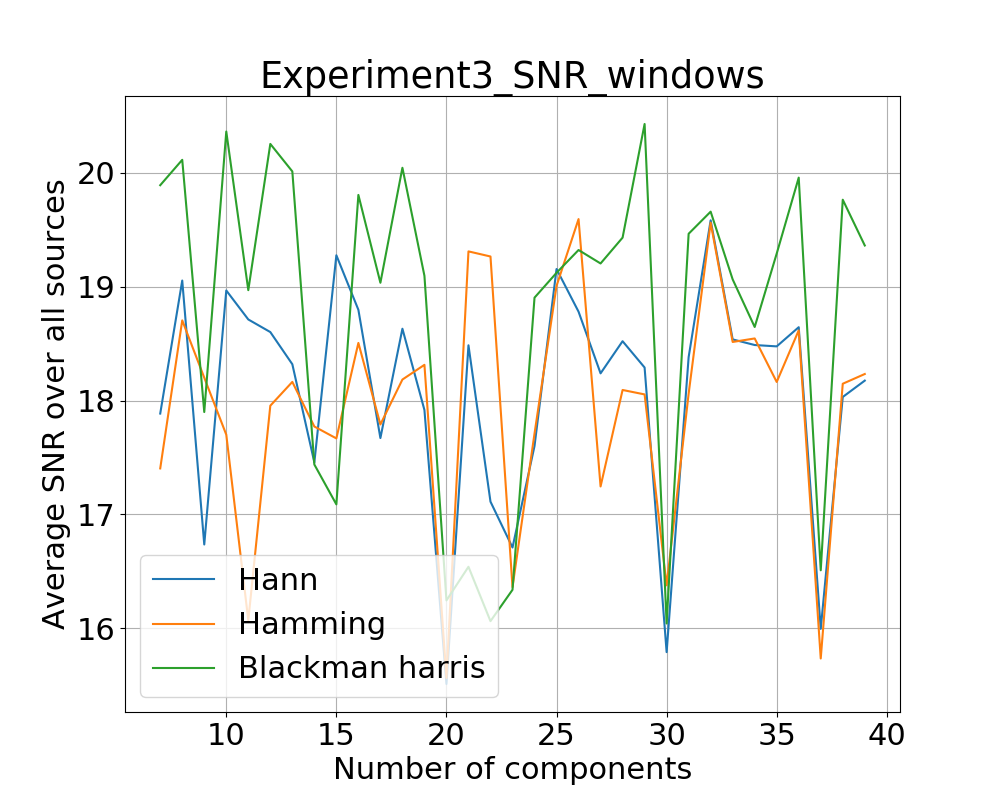 Experiment3_SNR_windows
Average SNR over all sources
20
19
18
17
16
Hann
Hamming
Blackman harris
10 15 20 25 30 35 40
Number of components